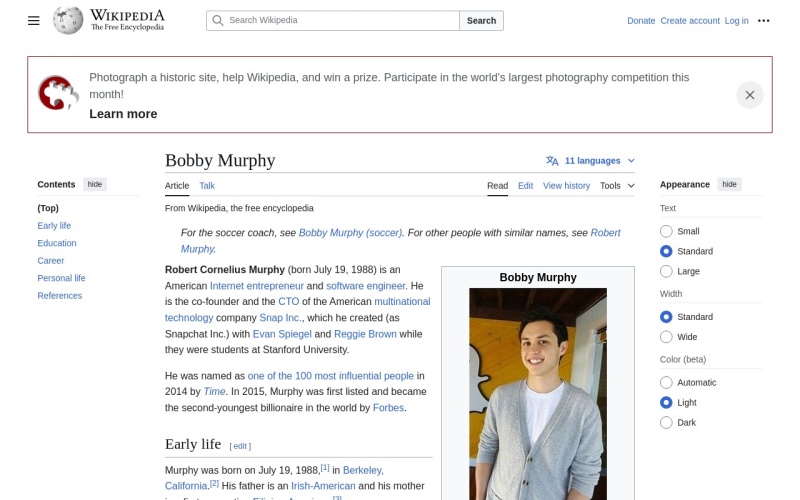 WIKIPEDIA
The Free Encyclopedia
Search Wikipedia
Search
Donate Create account Log in
Photograph a historic site, help Wikipedia, and win a prize. Participate in the world's largest photography competition this
month!
Learn more
Contents hide
(Top)
Early life
Education
Career
Personal life
References
Bobby Murphy
11 languages
Article Talk
Read Edit View history Tools
From Wikipedia, the free encyclopedia
For the soccer coach, see Bobby Murphy (soccer). For other people with similar names, see Robert
Murphy.
Robert Cornelius Murphy (born July 19, 1988) is an
American Internet entrepreneur and software engineer. He
is the co-founder and the CTO of the American multinational
technology company Snap Inc., which he created (as
Snapchat Inc.) with Evan Spiegel and Reggie Brown while
they were students at Stanford University.
He was named as one of the 100 most influential people in
2014 by Time. In 2015, Murphy was first listed and became
the second-youngest billionaire in the world by Forbes.
Early life [ edit ]
Murphy was born on July 19, 1988,[1] in Berkeley,
California.[2] His father is an Irish-American and his mother
Bobby Murphy
Appearance hide
Text
Small
Standard
Large
Width
Standard
Wide
Color (beta)
Automatic
Light
Dark